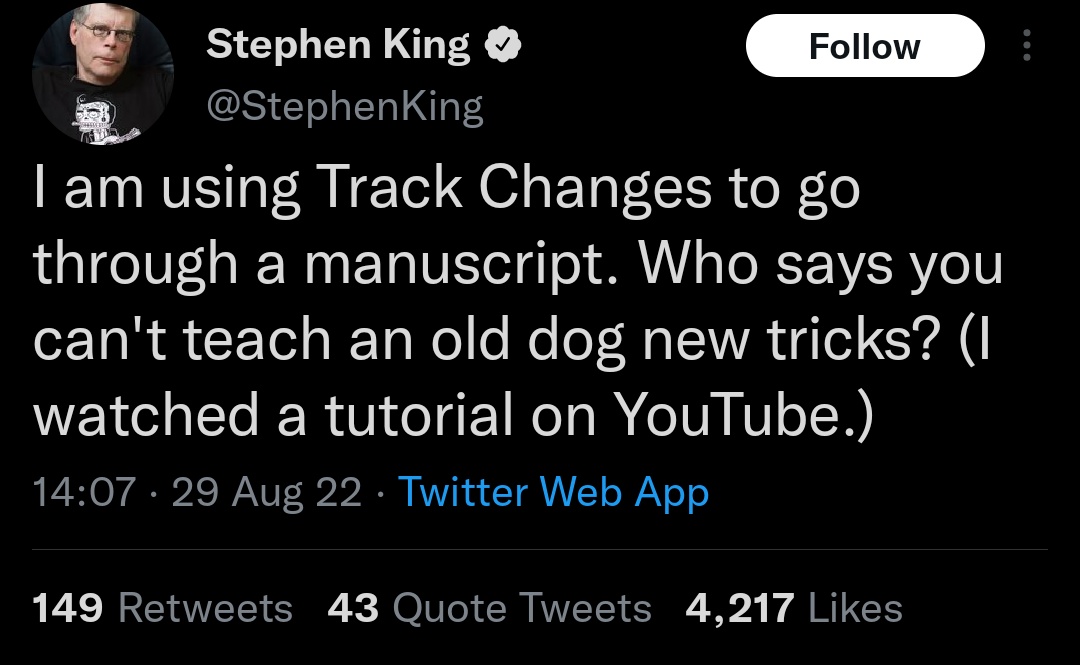 Stephen King
Follow
@StephenKing
I am using Track Changes to go
through a manuscript. Who says you
can't teach an old dog new tricks? (I
watched a tutorial on YouTube.)
14:07 · 29 Aug 22 · Twitter Web App
149 Retweets 43 Quote Tweets 4,217 Likes